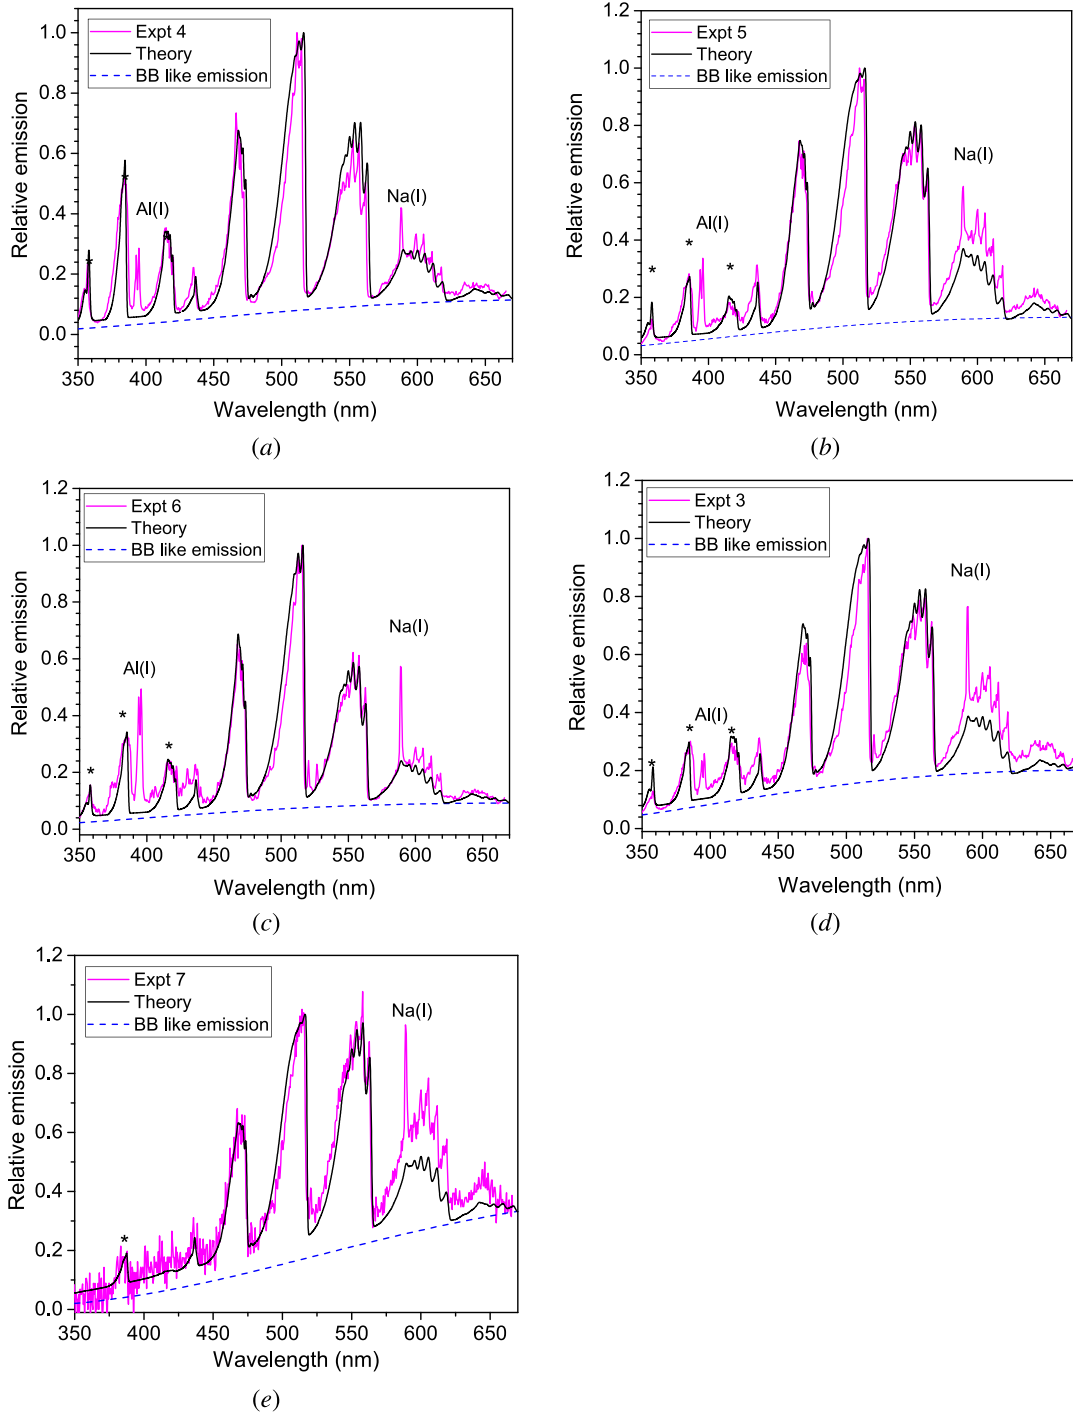 Expt 4
Theory
BB like emission
*
*
Al(I)
*
Na(I)
1.0
0.8
0.6
0.4
0.2
0.0
Relative emission
350 400 450 500 550 600 650
Wavelength (nm)
(a)
Expt 5
Theory
BB like emission
*
*
Al(I)
*
Na(I)
1.2
1.0
0.8
0.6
0.4
0.2
0.0
Relative emission
350 400 450 500 550 600 650
Wavelength (nm)
(b)
Expt 6
Theory
BB like emission
*
*
Al(I)
*
Na(I)
1.2
1.0
0.8
0.6
0.4
0.2
0.0
Relative emission
350 400 450 500 550 600 650
Wavelength (nm)
(c)
Expt 3
Theory
BB like emission
*
*
Al(I)
*
Na(I)
1.2
1.0
0.8
0.6
0.4
0.2
0.0
Relative emission
350 400 450 500 550 600 650
Wavelength (nm)
(d)
Expt 7
Theory
BB like emission
*
Na(I)
1.2
1.0
0.8
0.6
0.4
0.2
0.0
Relative emission
350 400 450 500 550 600 650
Wavelength (nm)
(e)